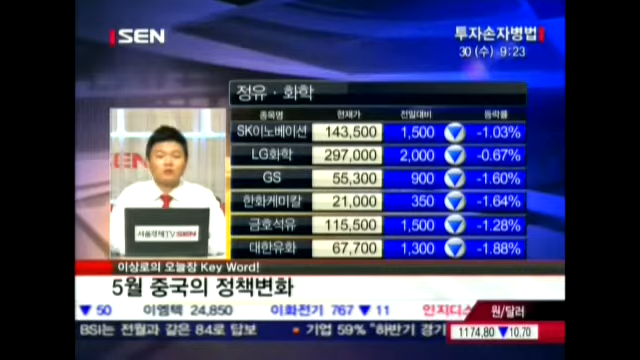 SEN
투자손자병법
30 (수) 9:23
정유 · 화학
종목명 현재가 전일대비 등락률
SK이노베이션 143,500 1,500 ▼ -1.03%
LG화학 297,000 2,000 ▼ -0.67%
GS 55,300 900 ▼ -1.60%
한화케미칼 21,000 350 ▼ -1.64%
금호석유 115,500 1,500 ▼ -1.28%
대한유화 67,700 1,300 ▼ -1.88%
SEN
서울경제TV SEN
이상로의 오늘장 Key Word!
5월 중국의 정책변화
▼ 50 이엠텍 24,850 이화전기 767 ▼ 11 인지디스
원/달러
BSI는 전월과 같은 84로 답보 • 기업 59% "하반기 경기
1174,80 ▼10,70